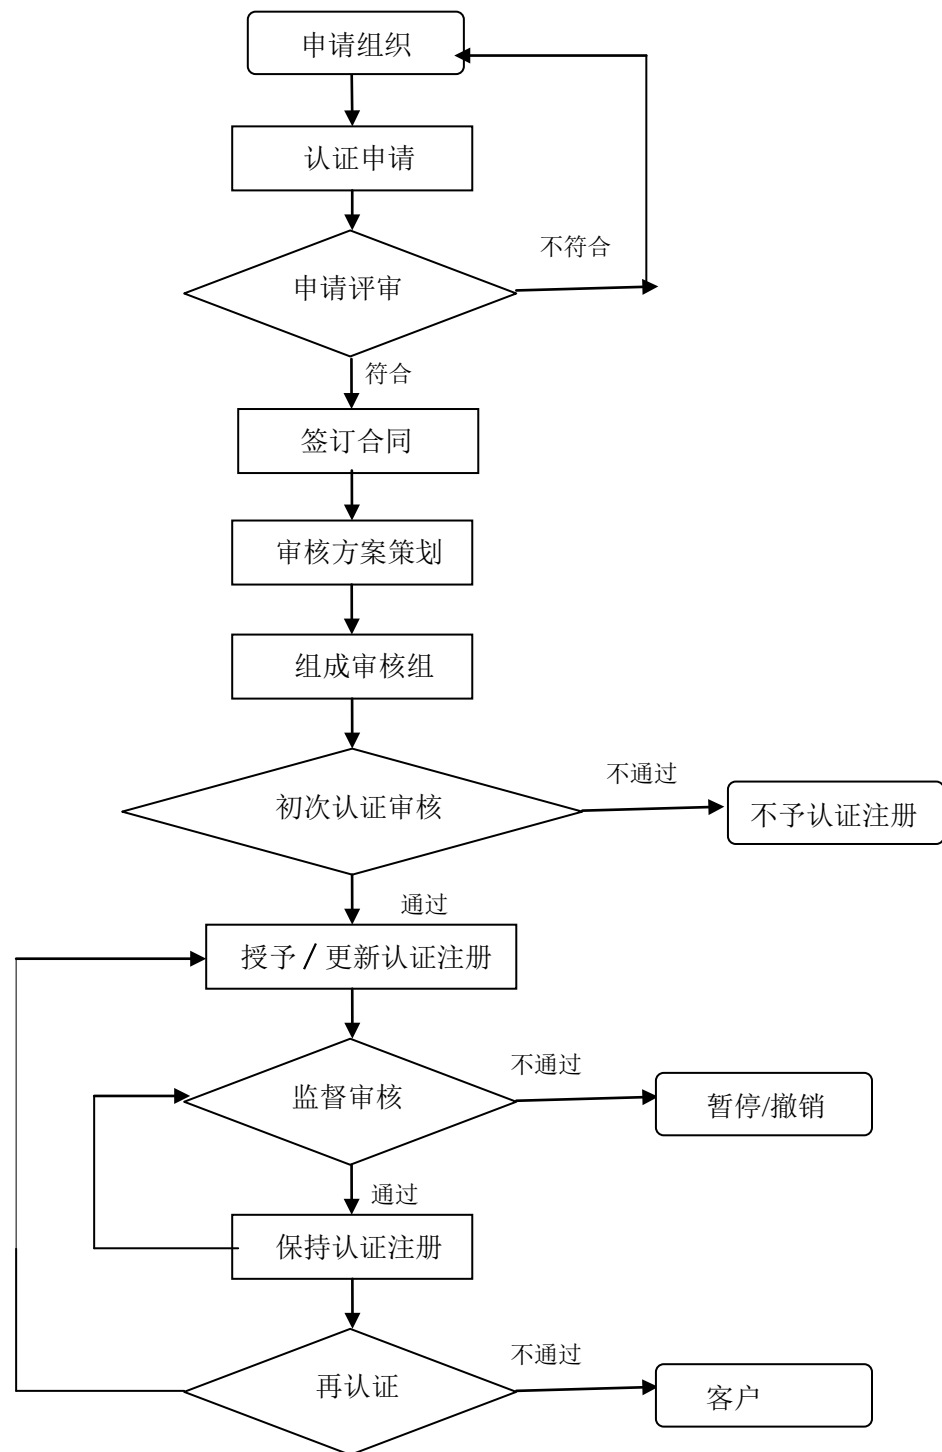 申请组织
认证申请
不符合
申请评审
符合
签订合同
审核方案策划
组成审核组
不通过
初次认证审核
不予认证注册
通过
授予/更新认证注册
不通过
监督审核
暂停/撤销
通过
保持认证注册
不通过
再认证
客户